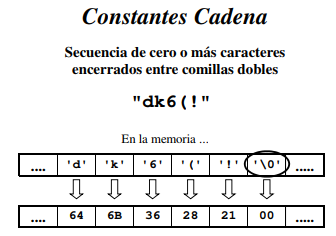 Constantes Cadena
Secuencia de cero o más caracteres
encerrados entre comillas dobles
"dk6(!"
En la memoria ...
.... 'd' 'k' '6' '(' '!' '\0' .....
.... 64 6B 36 28 21 00 .....